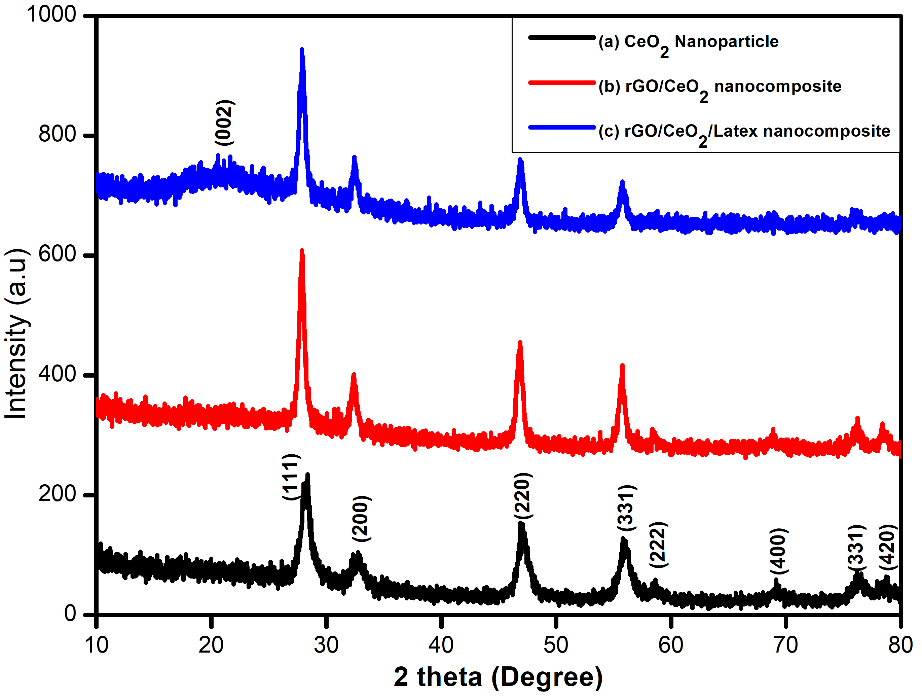 1000
800
600
400
200
0
Intensity (a.u)
(a) CeO2 Nanoparticle
(b) rGO/CeO2 nanocomposite
(c) rGO/CeO2/Latex nanocomposite
(002)
(111)
(200)
(220)
(331)
(222)
(400)
(331)
(420)
10 20 30 40 50 60 70 80
2 theta (Degree)